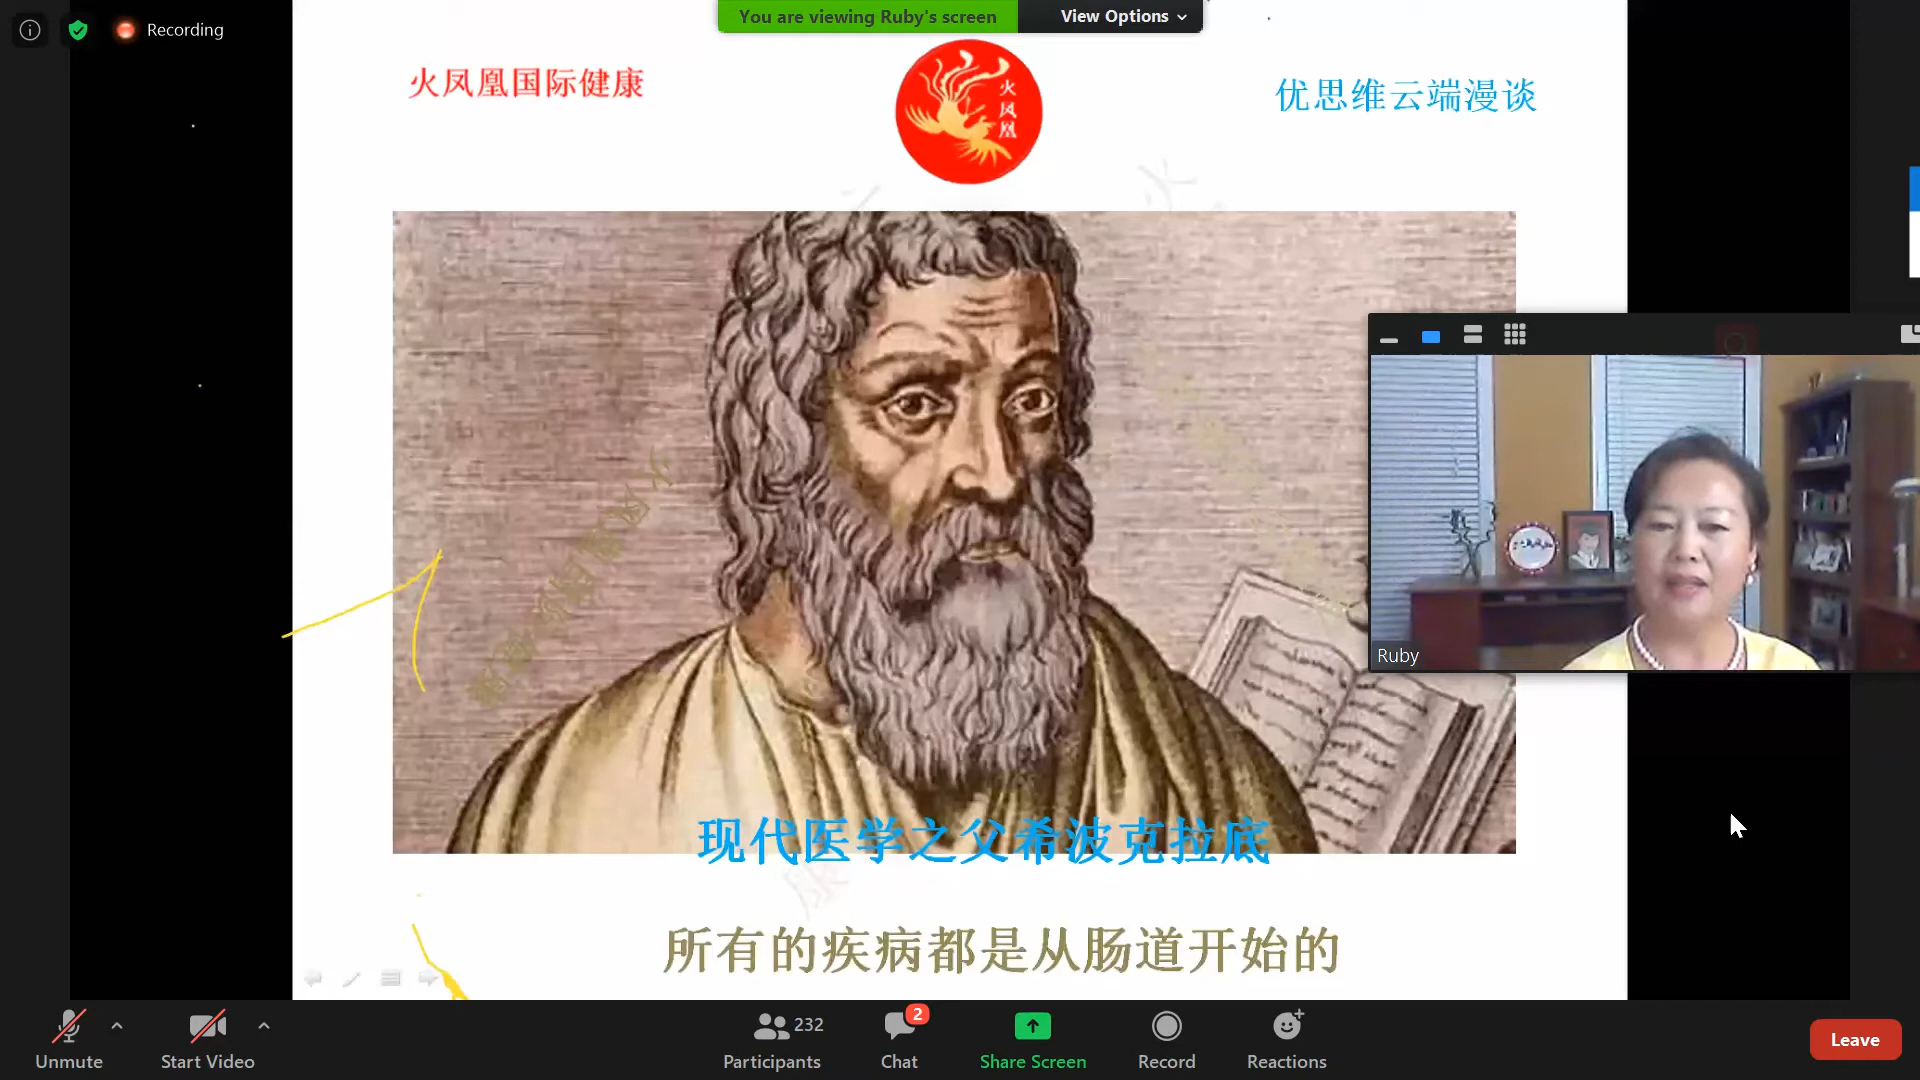 Recording
You are viewing Ruby's screen
View Options
火凤凰国际健康
火凤凰
优思维云端漫谈
Ruby
现代医学之父希波克拉底
所有的疾病都是从肠道开始的
Unmute
Start Video
232
Participants
2
Chat
Share Screen
Record
Reactions
Leave